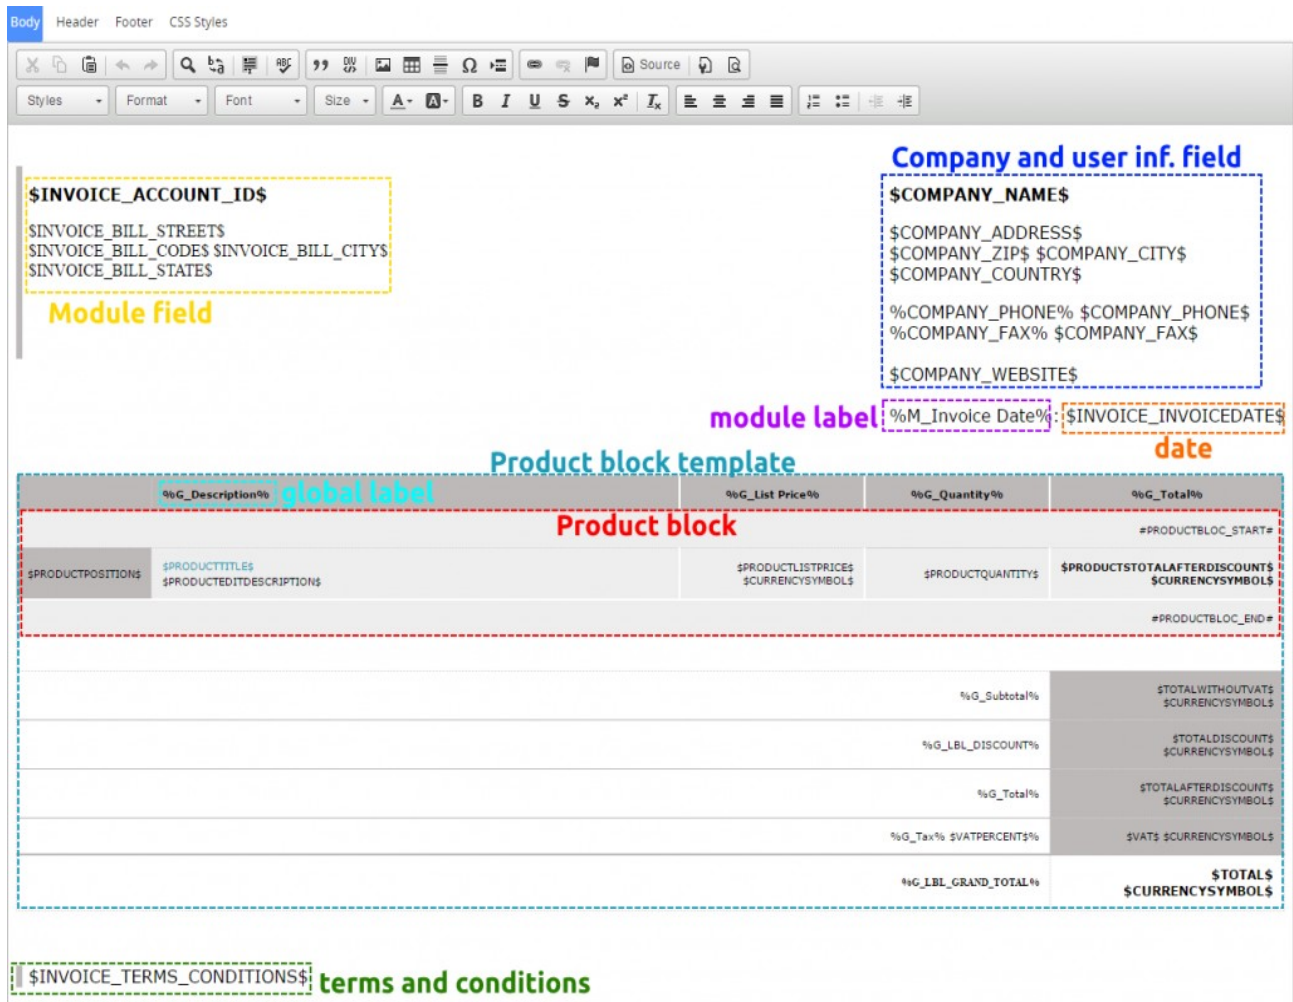 Body Header Footer CSS Styles
Source
Styles Format Font Size
Company and user inf. field
$INVOICE_ACCOUNT_ID$
$INVOICE_BILL_STREET$
$INVOICE_BILL_CODE$ $INVOICE_BILL_CITY$
$INVOICE_BILL_STATE$
Module field
$COMPANY_NAME$
$COMPANY_ADDRESS$
$COMPANY_ZIP$ $COMPANY_CITY$
$COMPANY_COUNTRY$
%COMPANY_PHONE% $COMPANY_PHONE$
%COMPANY_FAX% $COMPANY_FAX$
$COMPANY_WEBSITE$
module label %M_Invoice Date% : $INVOICE_INVOICEDATE$
date
Product block template
%G_Description% global label %G_List Price% %G_Quantity% %G_Total%
Product block
#PRODUCTBLOC_START#
$PRODUCTPOSITION$ $PRODUCTTITLE$ $PRODUCTLISTPRICE$ $PRODUCTQUANTITY$ $PRODUCTSTOTALAFTERDISCOUNT$
$PRODUCTEDITDESCRIPTION$ $CURRENCYSYMBOL$ $CURRENCYSYMBOL$
#PRODUCTBLOC_END#
%G_Subtotal% $TOTALWITHOUTVAT$
$CURRENCYSYMBOL$
%G_LBL_DISCOUNT% $TOTALDISCOUNT$
$CURRENCYSYMBOL$
%G_Total% $TOTALAFTERDISCOUNT$
$CURRENCYSYMBOL$
%G_Tax% $VATPERCENT$% $VAT$ $CURRENCYSYMBOL$
%G_LBL_GRAND_TOTAL% $TOTAL$
$CURRENCYSYMBOL$
$INVOICE_TERMS_CONDITIONS$ terms and conditions